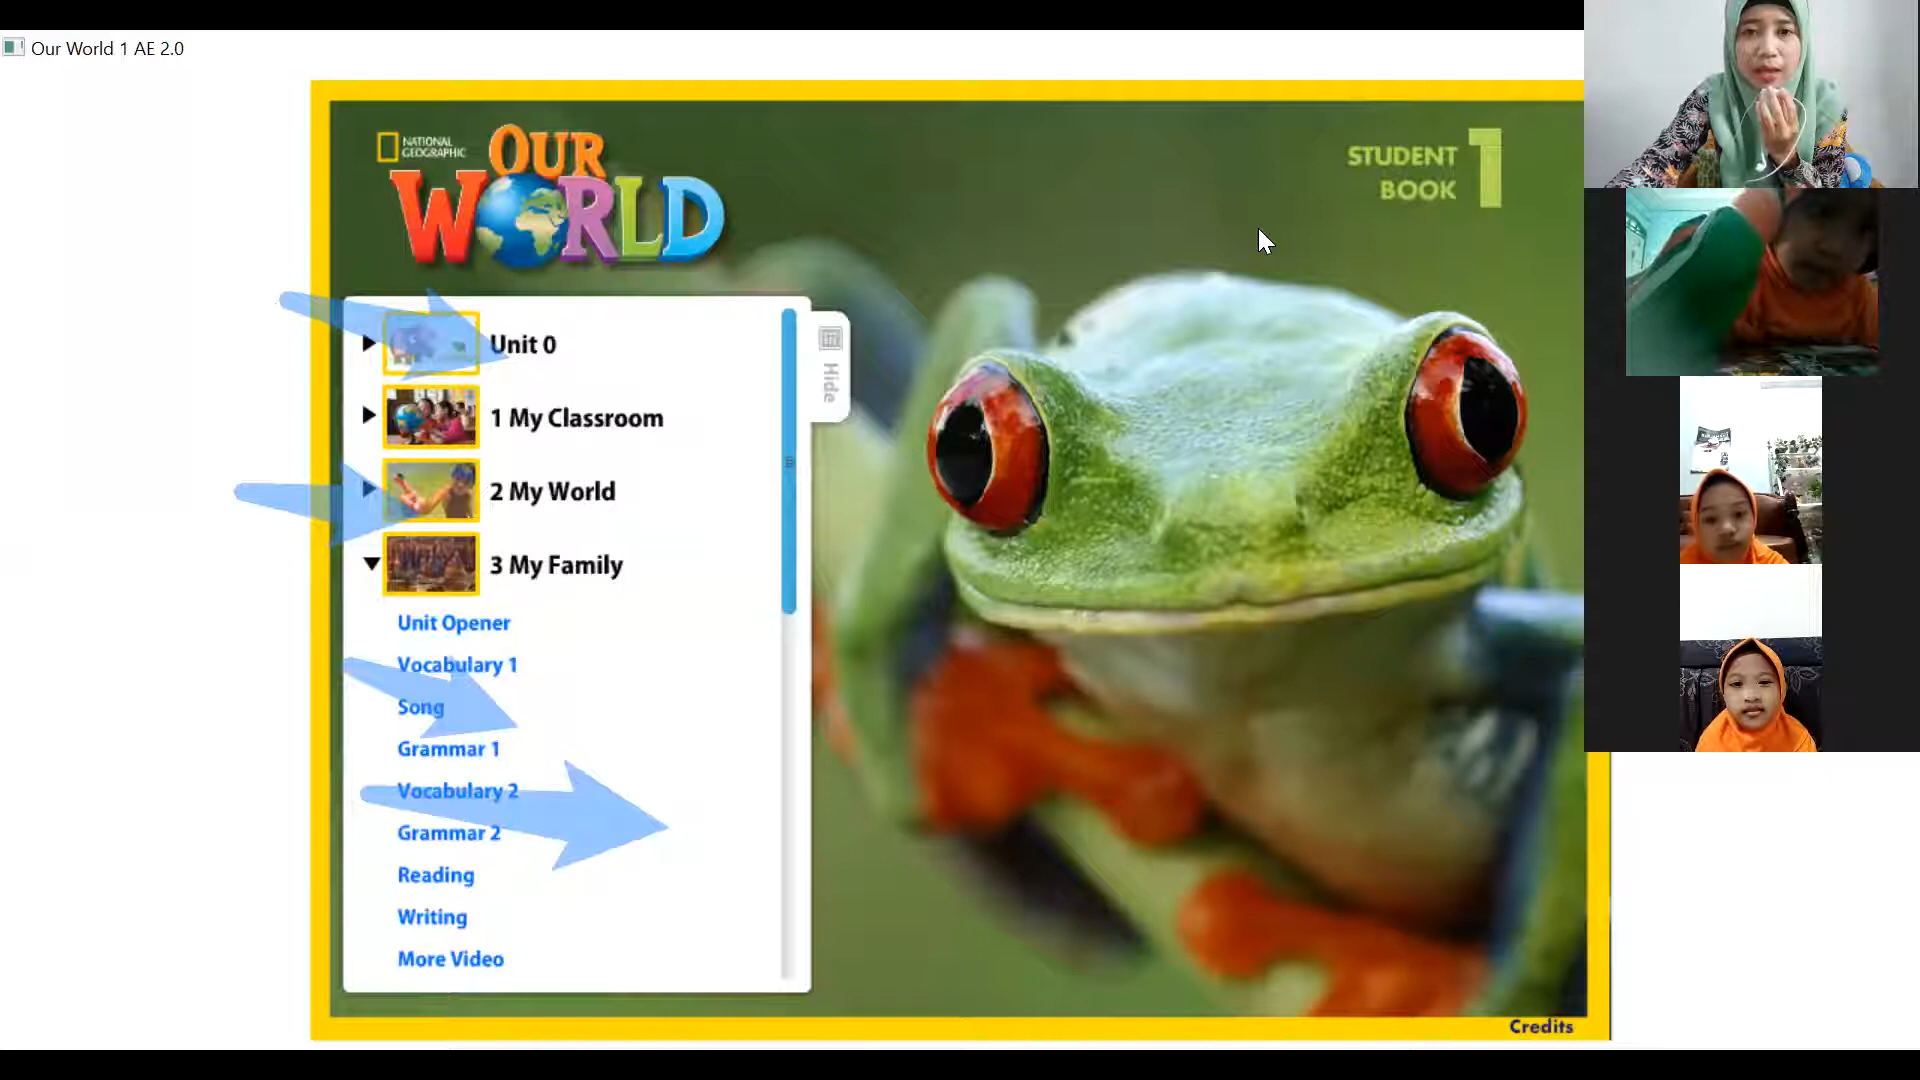 Our World 1 AE 2.0
NATIONAL
GEOGRAPHIC
OUR
WORLD
STUDENT
BOOK 1
Hide
Unit 0
1 My Classroom
2 My World
3 My Family
Unit Opener
Vocabulary 1
Song
Grammar 1
Vocabulary 2
Grammar 2
Reading
Writing
More Video
Credits